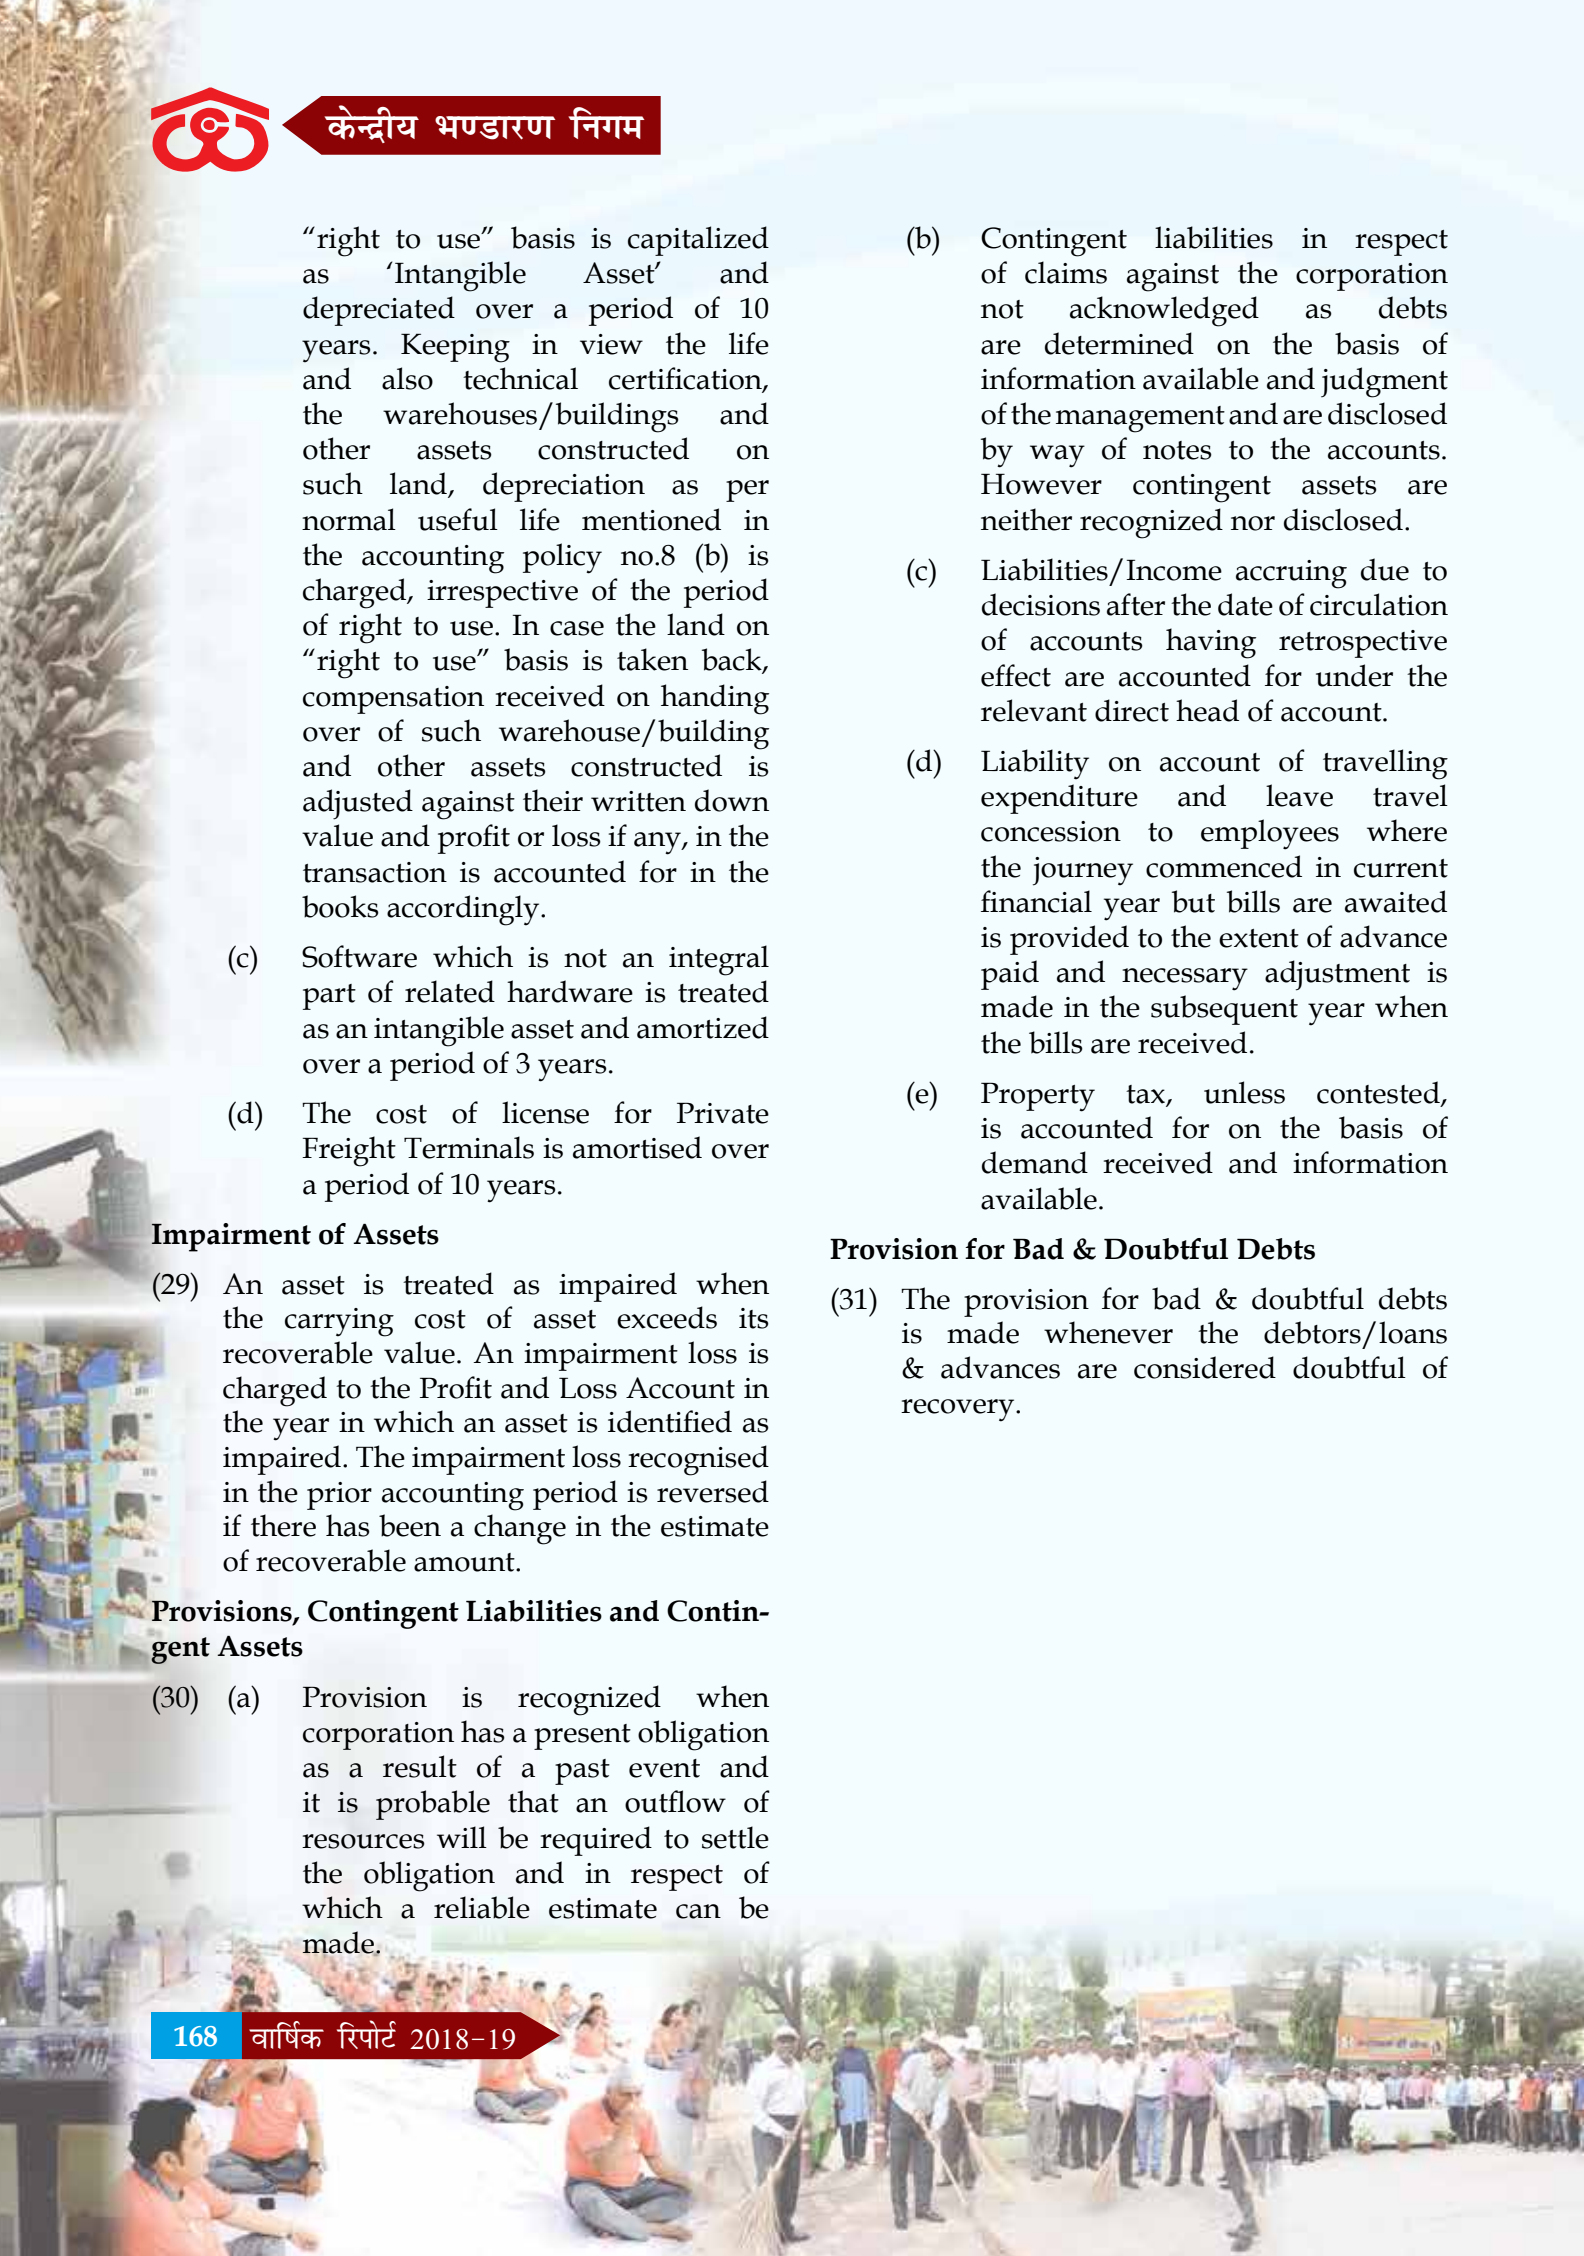 केन्द्रीय भण्डारण निगम
“right to use” basis is capitalized
as ‘Intangible Asset’ and
depreciated over a period of 10
years. Keeping in view the life
and also technical certification,
the warehouses/buildings and
other assets constructed on
such land, depreciation as per
normal useful life mentioned in
the accounting policy no.8 (b) is
charged, irrespective of the period
of right to use. In case the land on
“right to use” basis is taken back,
compensation received on handing
over of such warehouse/building
and other assets constructed is
adjusted against their written down
value and profit or loss if any, in the
transaction is accounted for in the
books accordingly.
(c) Software which is not an integral
part of related hardware is treated
as an intangible asset and amortized
over a period of 3 years.
(d) The cost of license for Private
Freight Terminals is amortised over
a period of 10 years.
Impairment of Assets
(29) An asset is treated as impaired when
the carrying cost of asset exceeds its
recoverable value. An impairment loss is
charged to the Profit and Loss Account in
the year in which an asset is identified as
impaired. The impairment loss recognised
in the prior accounting period is reversed
if there has been a change in the estimate
of recoverable amount.
Provisions, Contingent Liabilities and Contin-
gent Assets
(30) (a) Provision is recognized when
corporation has a present obligation
as a result of a past event and
it is probable that an outflow of
resources will be required to settle
the obligation and in respect of
which a reliable estimate can be
made.
(b) Contingent liabilities in respect
of claims against the corporation
not acknowledged as debts
are determined on the basis of
information available and judgment
of the management and are disclosed
by way of notes to the accounts.
However contingent assets are
neither recognized nor disclosed.
(c) Liabilities/Income accruing due to
decisions after the date of circulation
of accounts having retrospective
effect are accounted for under the
relevant direct head of account.
(d) Liability on account of travelling
expenditure and leave travel
concession to employees where
the journey commenced in current
financial year but bills are awaited
is provided to the extent of advance
paid and necessary adjustment is
made in the subsequent year when
the bills are received.
(e) Property tax, unless contested,
is accounted for on the basis of
demand received and information
available.
Provision for Bad & Doubtful Debts
(31) The provision for bad & doubtful debts
is made whenever the debtors/loans
& advances are considered doubtful of
recovery.
168 वार्षिक रिपोर्ट 2018-19